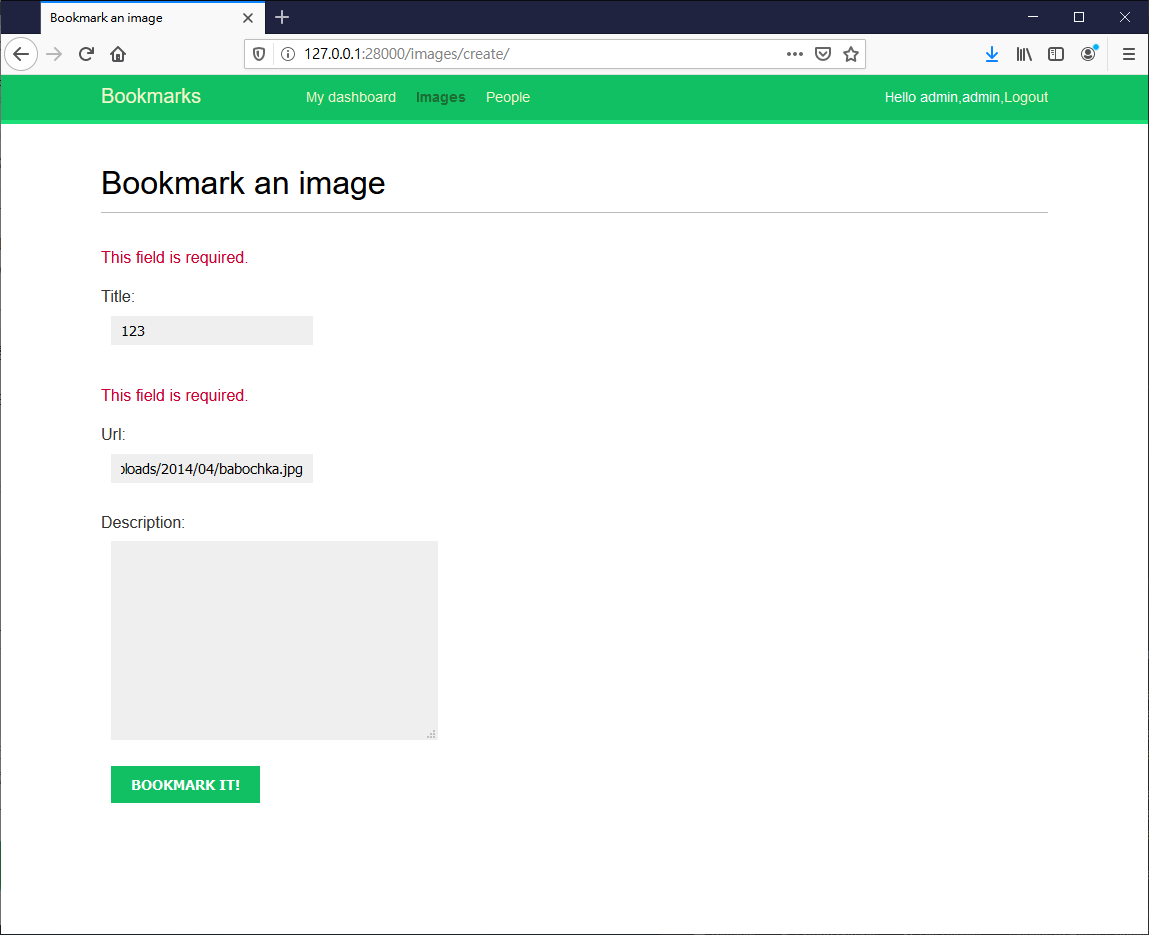 Bookmark an image
127.0.0.1:28000/images/create/
Bookmarks My dashboard Images People Hello admin,admin,Logout
Bookmark an image
This field is required.
Title:
123
This field is required.
Url:
loads/2014/04/babochka.jpg
Description:
BOOKMARK IT!